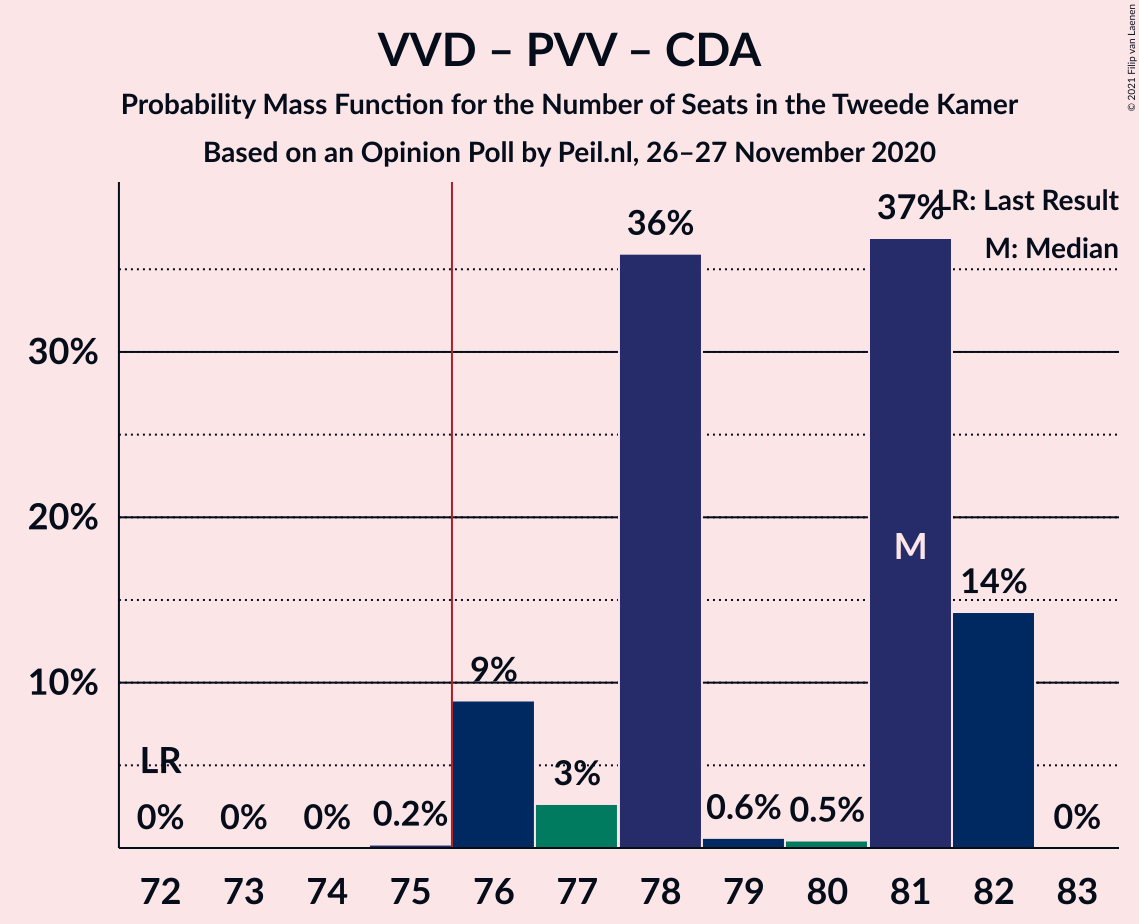 VVD – PVV – CDA
Probability Mass Function for the Number of Seats in the Tweede Kamer
Based on an Opinion Poll by Peil.nl, 26–27 November 2020
© 2021 Filip van Laenen
LR: Last Result
M: Median
30%
20%
10%
LR
0%
0%
0%
0.2%
9%
3%
36%
0.6%
0.5%
37%
M
14%
0%
72 73 74 75 76 77 78 79 80 81 82 83